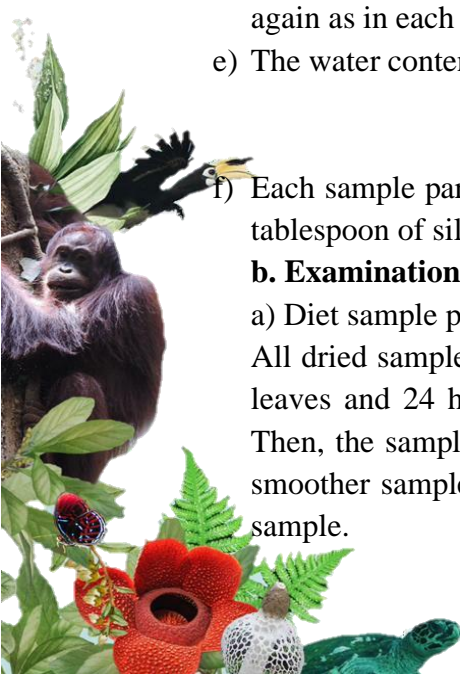 again as in each
e) The water conte
f) Each sample par
tablespoon of sil
b. Examination
a) Diet sample p
All dried sample
leaves and 24 h
Then, the sampl
smoother sample
sample.